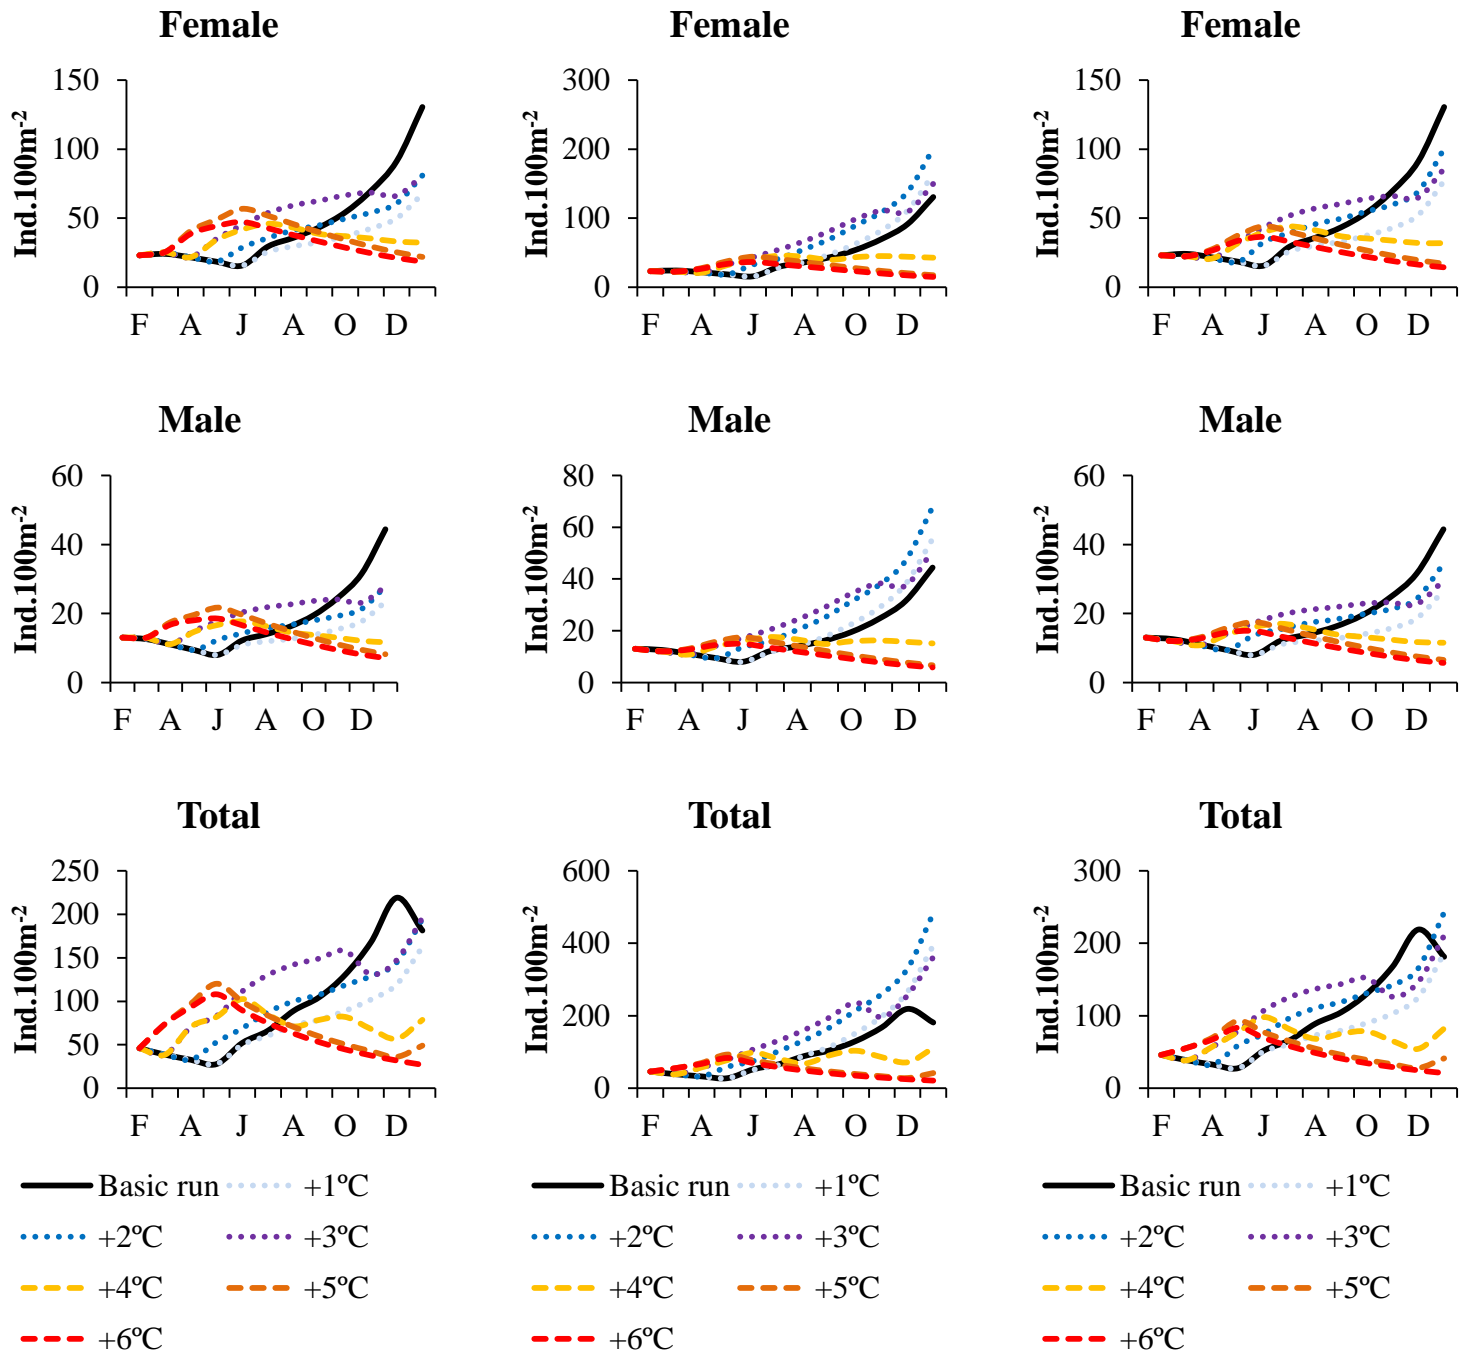 Female
Female
Female
Ind.100m-2
150
100
50
0
F A J A O D
Ind.100m-2
300
200
100
0
F A J A O D
Ind.100m-2
150
100
50
0
F A J A O D
Male
Male
Male
Ind.100m-2
60
40
20
0
F A J A O D
Ind.100m-2
80
60
40
20
0
F A J A O D
Ind.100m-2
60
40
20
0
F A J A O D
Total
Total
Total
Ind.100m-2
250
200
150
100
50
0
F A J A O D
Ind.100m-2
600
400
200
0
F A J A O D
Ind.100m-2
300
200
100
0
F A J A O D
Basic run +1ºC
+2ºC +3ºC
+4ºC +5ºC
+6ºC
Basic run +1ºC
+2ºC +3ºC
+4ºC +5ºC
+6ºC
Basic run +1ºC
+2ºC +3ºC
+4ºC +5ºC
+6ºC